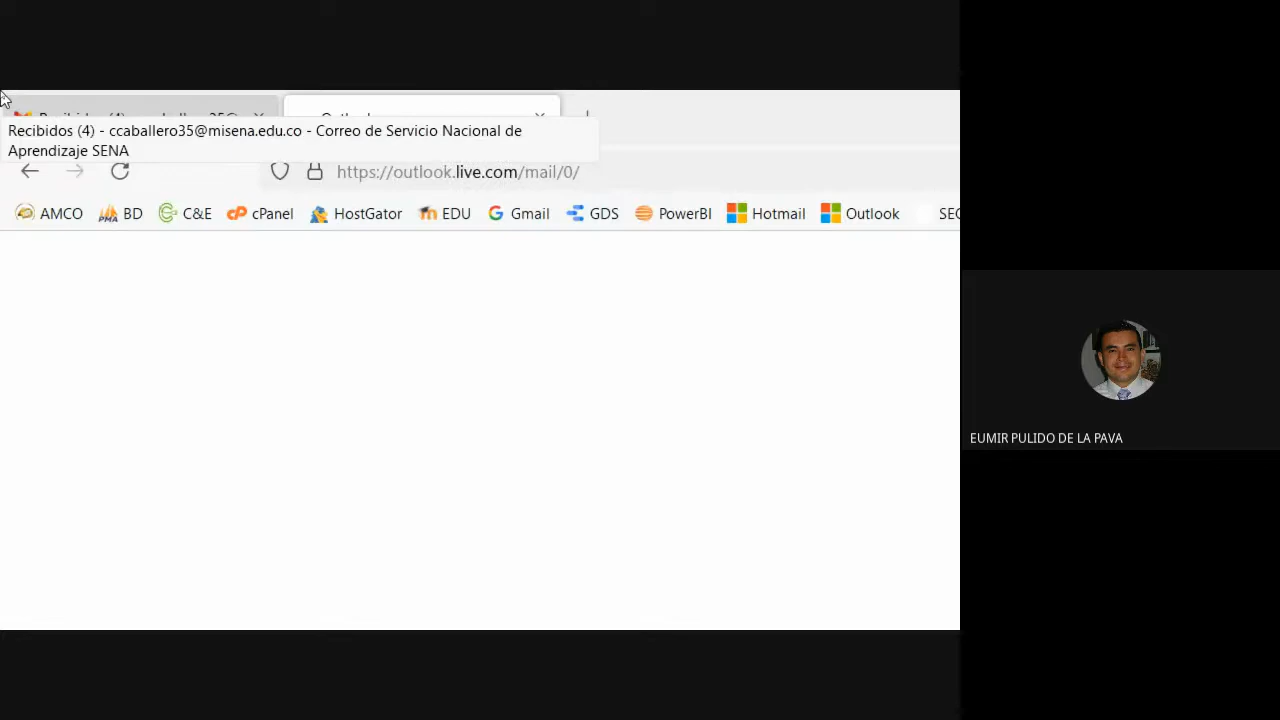 Recibidos (4) - ccaballero35@misena.edu.co - Correo de Servicio Nacional de
Aprendizaje SENA
https://outlook.live.com/mail/0/
AMCO BD C&E cPanel HostGator EDU Gmail GDS PowerBI Hotmail Outlook
EUMIR PULIDO DE LA PAVA